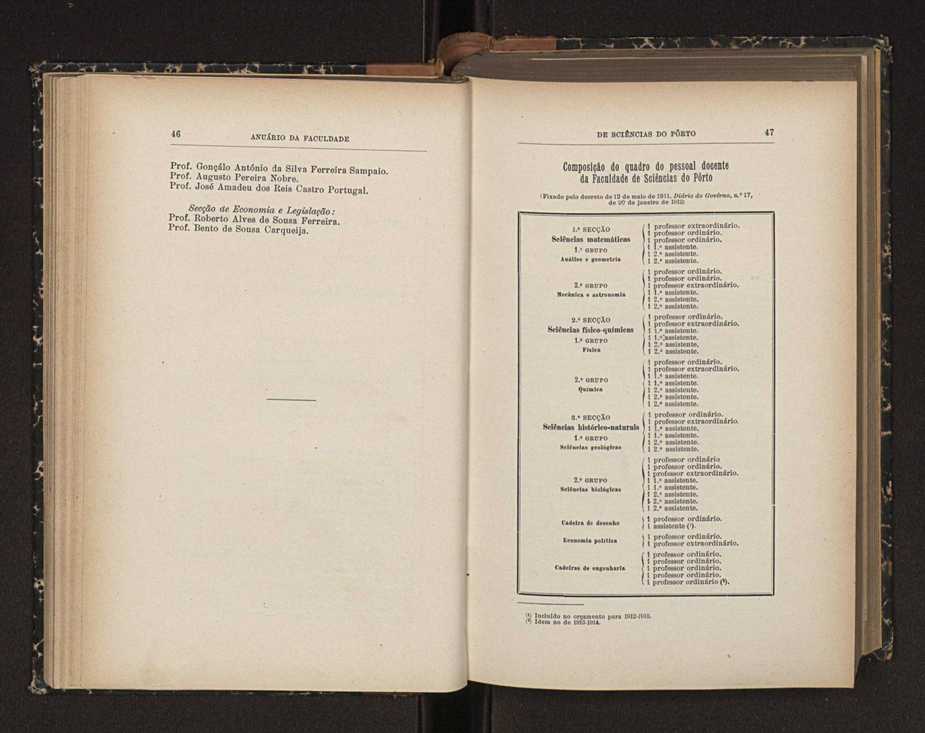 46
ANUÁRIO DA FACULDADE
Prof. Gonçálo António da Silva Ferreira Sampaio.
Prof. Augusto Pereira Nobre.
Prof. José Amadeu dos Reis Castro Portugal.
Secção de Economia e Legislação:
Prof. Roberto Alves de Sousa Ferreira.
Prof. Bento de Sousa Carqueija.
DE SCIÊNCIAS DO PÔRTO
47
Composição do quadro do pessoal docente
da Faculdade de Sciências do Pôrto
(Fixado pelo decreto de 12 de maio de 1911. Diário do Govêrno, n.º 17,
de 20 de janeiro de 1912)
1.ª SECÇÃO
Sciências matemáticas
1.º GRUPO
Análise e geometria
1 professor extraordinário.
1 professor ordinário.
1 professor ordinário.
1 1.º assistente.
1 2.º assistente.
1 2.º assistente.
2.º GRUPO
Mecânica e astronomia
1 professor ordinário.
1 professor ordinário.
1 professor extraordinário.
1 1.º assistente.
1 2.º assistente.
1 2.º assistente.
2.ª SECÇÃO
Sciências físico-químicas
1.º GRUPO
Física
1 professor ordinário.
1 professor extraordinário.
1 1.º assistente.
1 1.º assistente.
1 2.º assistente.
1 2.º assistente.
2.º GRUPO
Química
1 professor ordinário.
1 professor extraordinário.
1 1.º assistente.
1 1.º assistente.
1 2.º assistente.
1 2.º assistente.
1 2.º assistente.
3.ª SECÇÃO
Sciências histórico-naturais
1.º GRUPO
Sciências geológicas
1 professor ordinário.
1 professor extraordinário.
1 1.º assistente.
1 1.º assistente.
1 2.º assistente.
1 2.º assistente.
2.º GRUPO
Sciências biológicas
1 professor ordinário
1 professor ordinário.
1 professor extraordinário.
1 1.º assistente.
1 1.º assistente.
1 2.º assistente.
1 2.º assistente.
1 2.º assistente.
Cadeira de desenho
1 professor ordinário.
1 assistente (¹).
Economia política
1 professor ordinário.
1 professor extraordinário.
Cadeiras de engenharia
1 professor ordinário.
1 professor ordinário.
1 professor ordinário.
1 professor ordinário.
1 professor ordinário (²).
(¹) Incluído no orçamento para 1912-1913.
(²) Idem no de 1913-1914.